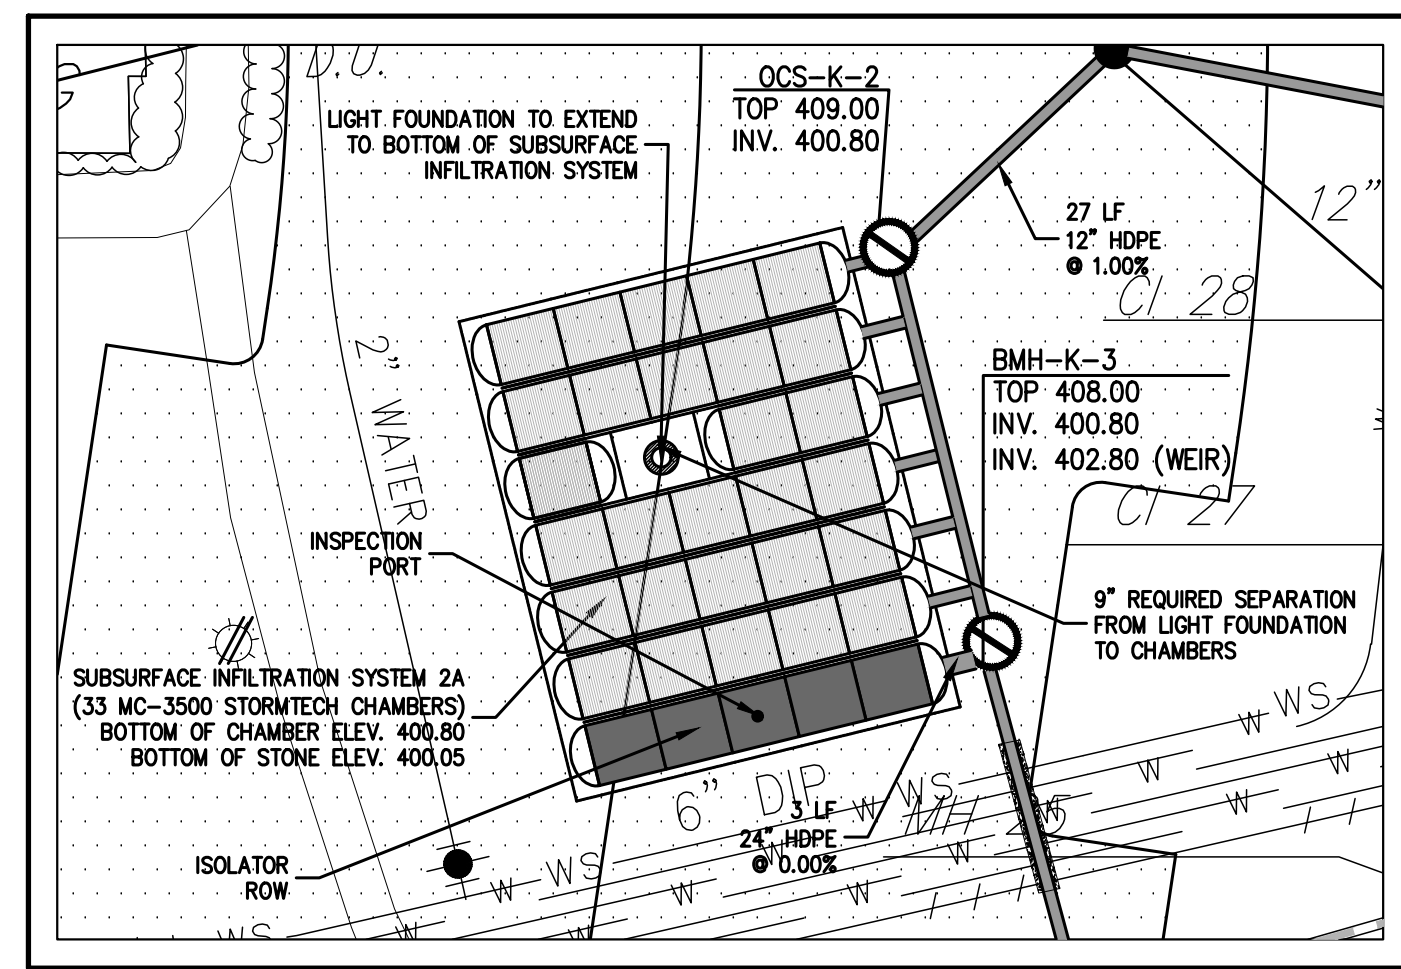 D.U.
OCS-K-2
TOP 409.00
INV. 400.80
LIGHT FOUNDATION TO EXTEND
TO BOTTOM OF SUBSURFACE
INFILTRATION SYSTEM
27 LF
12" HDPE
@ 1.00%
12"
CI 28
BMH-K-3
TOP 408.00
INV. 400.80
INV. 402.80 (WEIR)
CI 27
2" WATER
INSPECTION
PORT
9" REQUIRED SEPARATION
FROM LIGHT FOUNDATION
TO CHAMBERS
SUBSURFACE INFILTRATION SYSTEM 2A
(33 MC-3500 STORMTECH CHAMBERS)
BOTTOM OF CHAMBER ELEV. 400.80
BOTTOM OF STONE ELEV. 400.05
6" DIP
3 LF
24" HDPE
@ 0.00%
MH 25
ISOLATOR
ROW
WS
W
WS
W
W
W
W
W
WS
W
W
W
W
W
WS
W